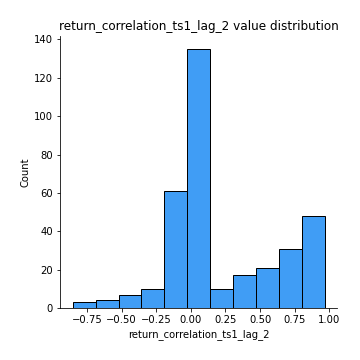 return_correlation_ts1_lag_2 value distribution
140
120
100
80
60
40
20
0
Count
−0.75 −0.50 −0.25 0.00 0.25 0.50 0.75 1.00
return_correlation_ts1_lag_2